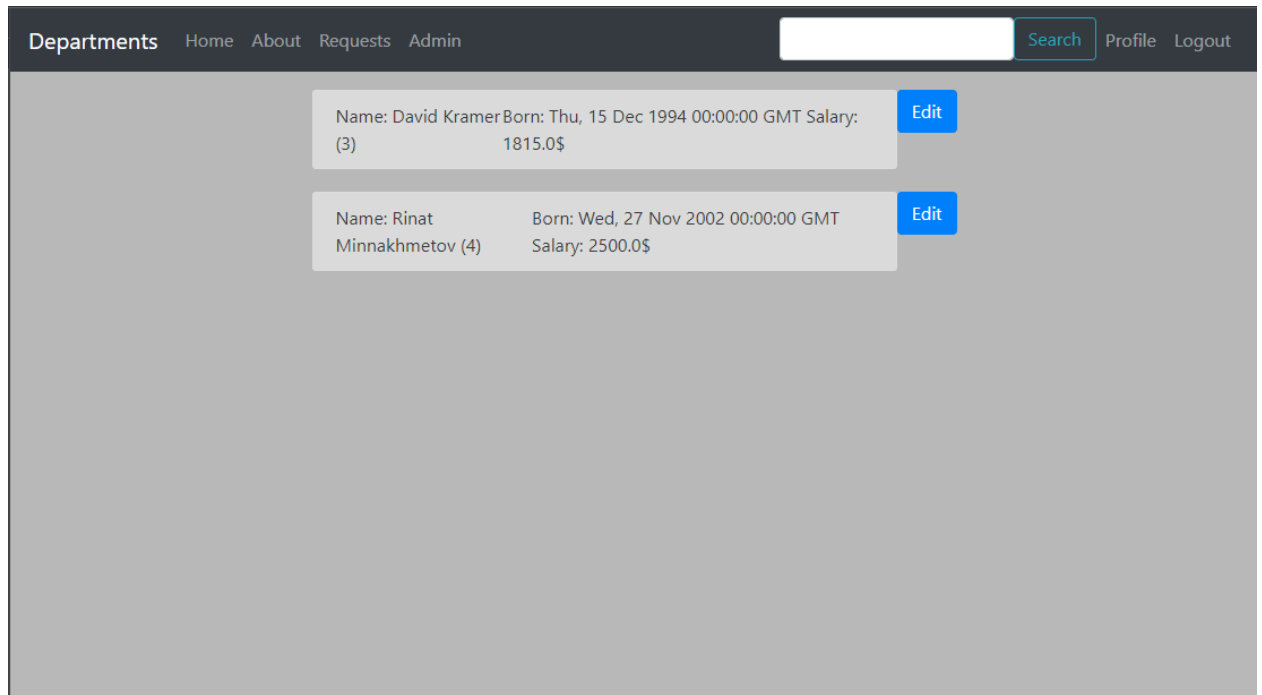 Departments Home About Requests Admin Search Profile Logout
Name: David Kramer Born: Thu, 15 Dec 1994 00:00:00 GMT Salary: Edit
(3) 1815.0$
Name: Rinat Born: Wed, 27 Nov 2002 00:00:00 GMT Edit
Minnakhmetov (4) Salary: 2500.0$